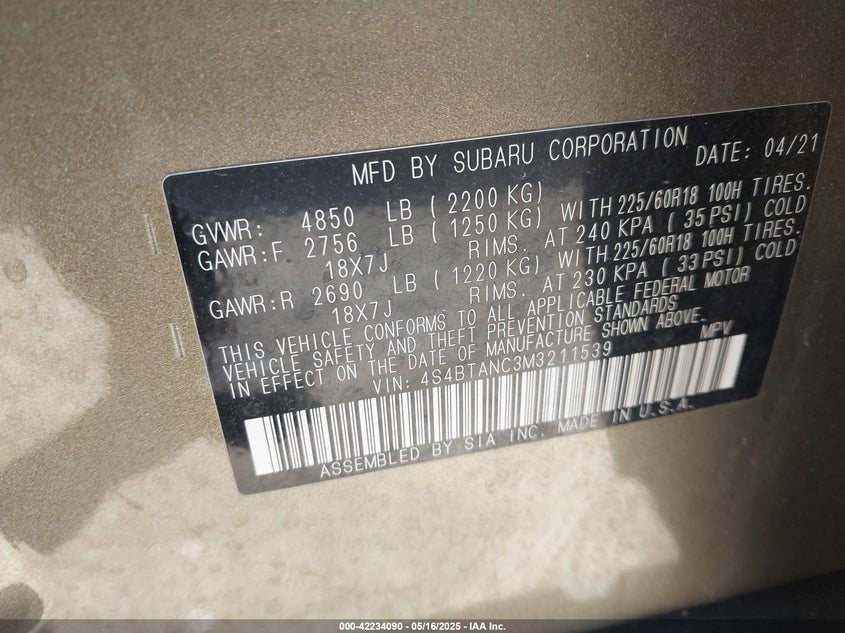 MFD BY SUBARU CORPORATION DATE: 04/21
GVWR: 4850 LB ( 2200 KG)
GAWR:F 2756 LB ( 1250 KG) WITH 225/60R18 100H TIRES.
18X7J RIMS. AT 240 KPA ( 35 PSI) COLD
GAWR:R 2690 LB ( 1220 KG) WITH 225/60R18 100H TIRES.
18X7J RIMS. AT 230 KPA ( 33 PSI) COLD
THIS VEHICLE CONFORMS TO ALL APPLICABLE FEDERAL MOTOR
VEHICLE SAFETY AND THEFT PREVENTION STANDARDS
IN EFFECT ON THE DATE OF MANUFACTURE SHOWN ABOVE.
VIN: 4S4BTANC3M3211539 MPV
ASSEMBLED BY SIA INC. MADE IN U.S.A.
000-42234090 - 05/16/2025 - IAA Inc.